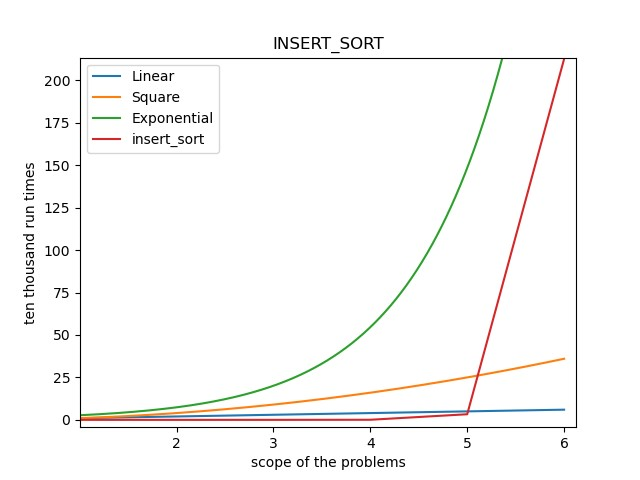 INSERT_SORT
Linear
Square
Exponential
insert_sort
200
175
150
125
100
75
50
25
0
ten thousand run times
2 3 4 5 6
scope of the problems